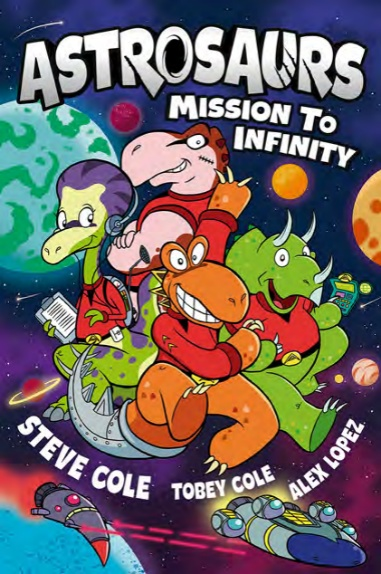 ASTROSAURS
MISSION TO
INFINITY
STEVE COLE
TOBEY COLE
ALEX LOPEZ